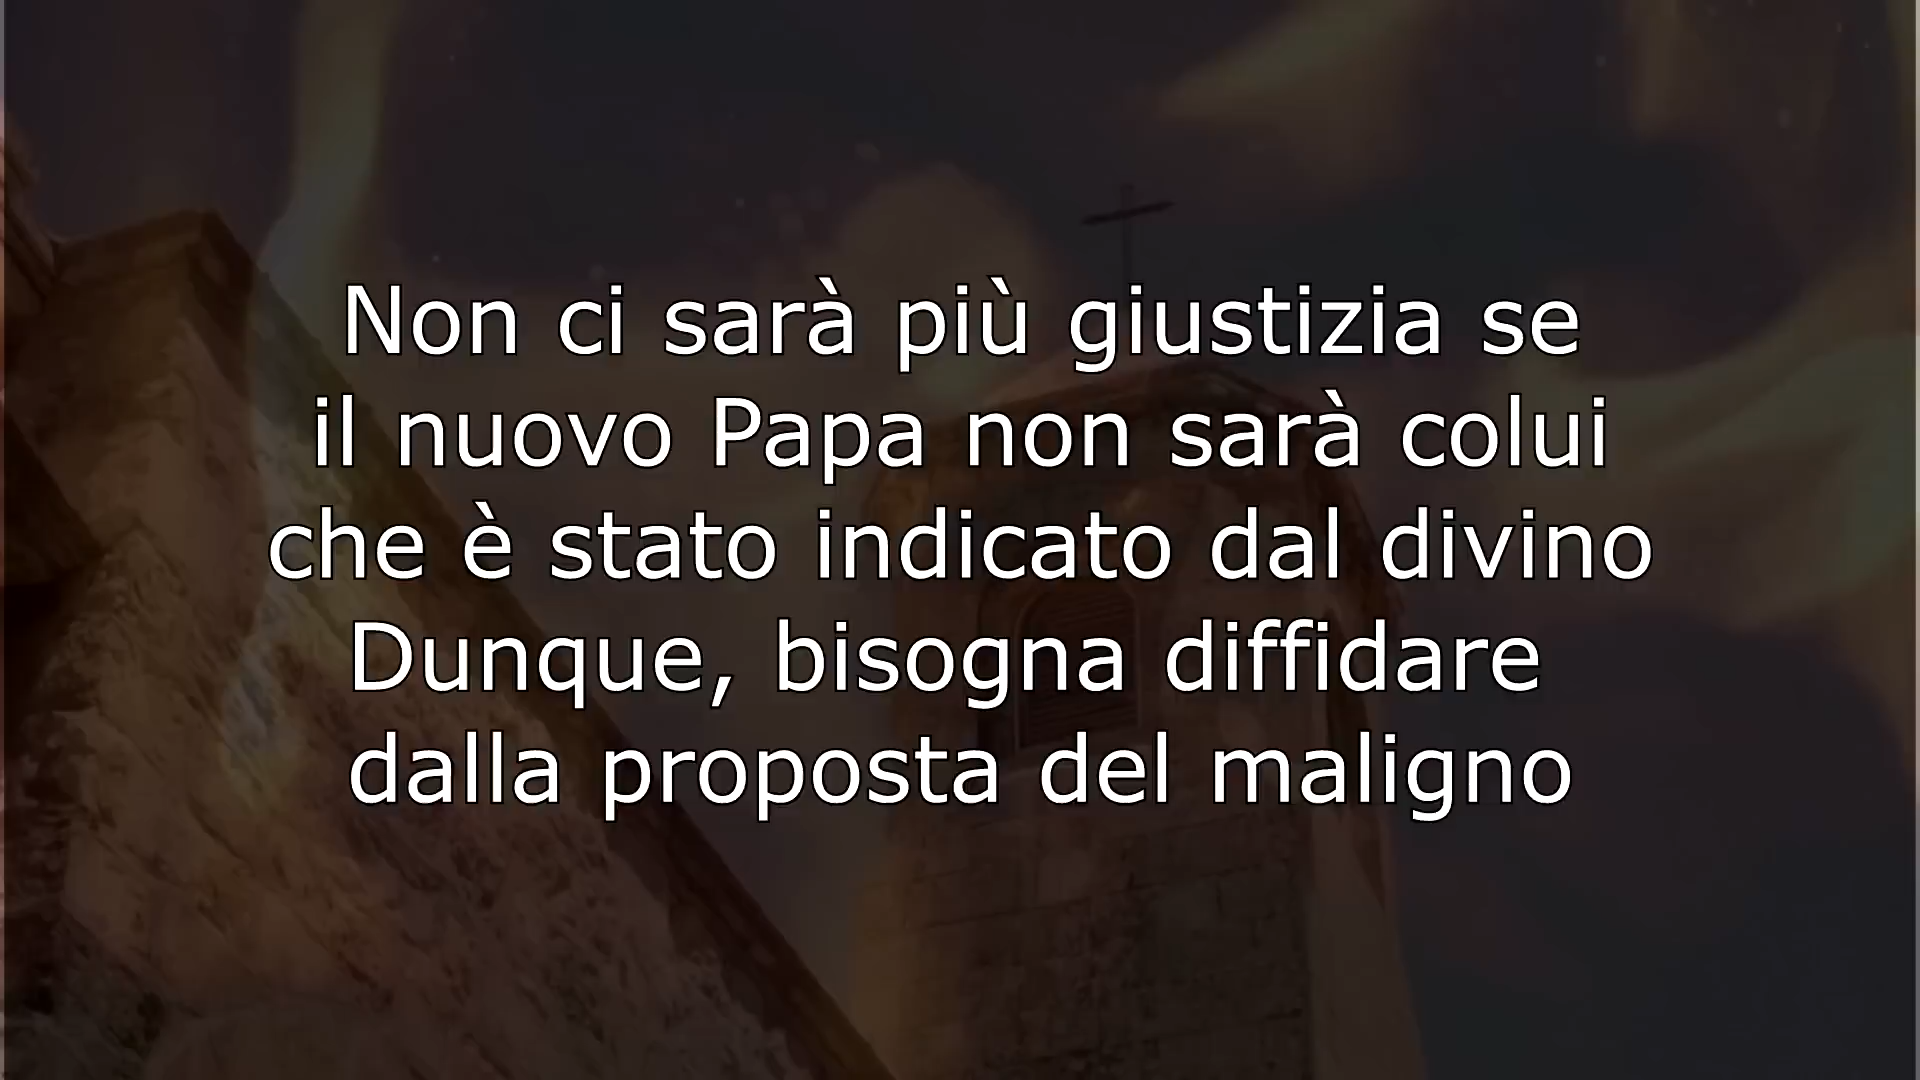 Non ci sarà più giustizia se
il nuovo Papa non sarà colui
che è stato indicato dal divino
Dunque, bisogna diffidare
dalla proposta del maligno